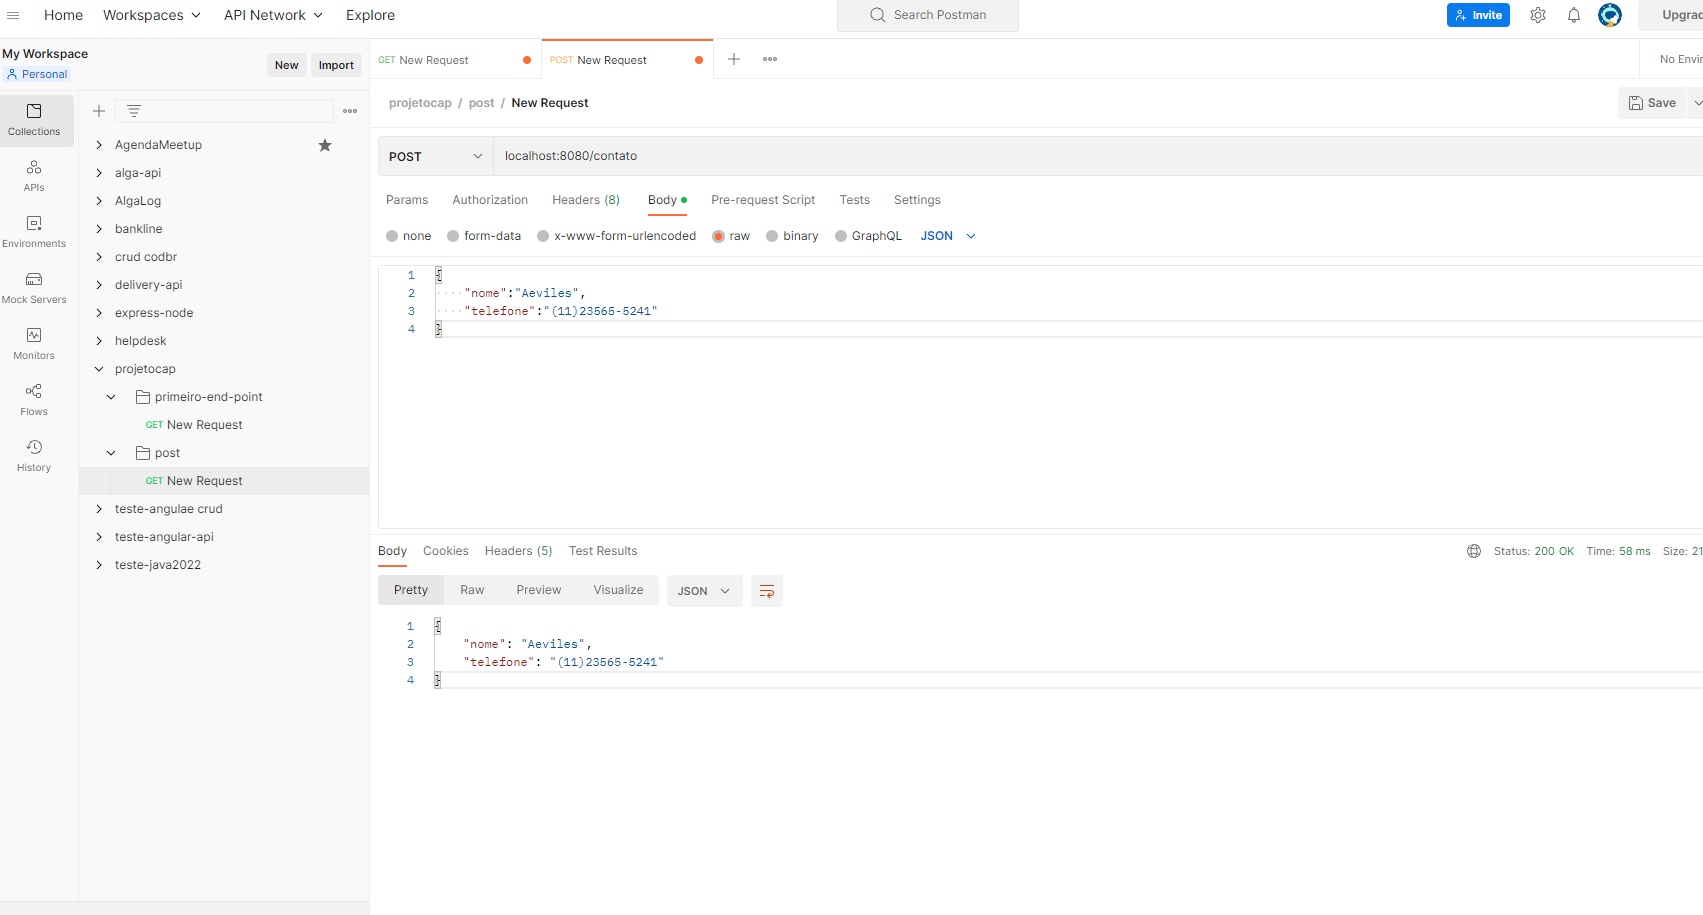 Home Workspaces API Network Explore Search Postman Invite
My Workspace
Personal
New Import
GET New Request POST New Request
projetocap / post / New Request Save
Collections
APIs
Environments
Mock Servers
Monitors
Flows
History
AgendaMeetup
alga-api
AlgaLog
bankline
crud codbr
delivery-api
express-node
helpdesk
projetocap
primeiro-end-point
GET New Request
post
GET New Request
teste-angulae crud
teste-angular-api
teste-java2022
POST localhost:8080/contato
Params Authorization Headers (8) Body Pre-request Script Tests Settings
none form-data x-www-form-urlencoded raw binary GraphQL JSON
1 {
2 "nome":"Aeviles",
3 "telefone":"(11)23565-5241"
4 }
Body Cookies Headers (5) Test Results Status: 200 OK Time: 58 ms Size: 21
Pretty Raw Preview Visualize JSON
1 {
2 "nome": "Aeviles",
3 "telefone": "(11)23565-5241"
4 }